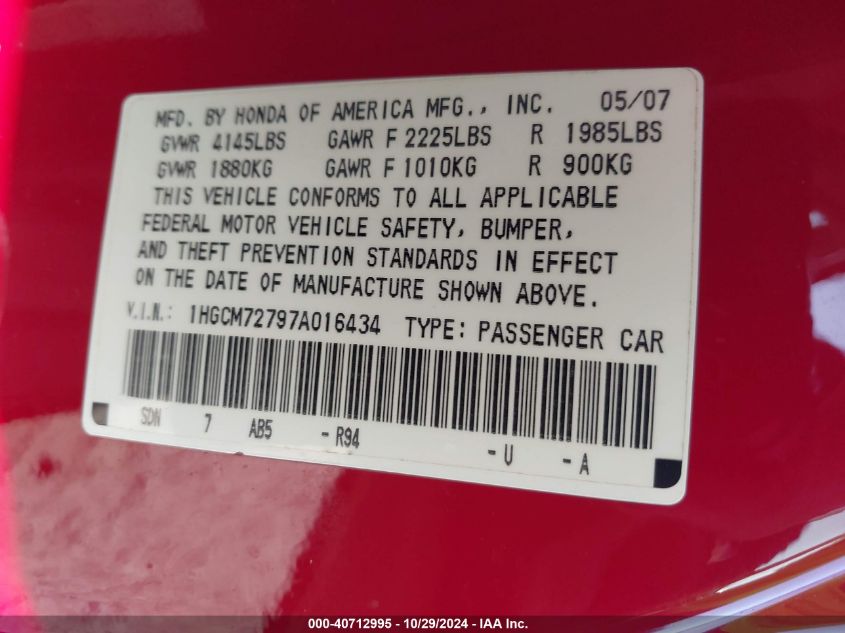 MFD. BY HONDA OF AMERICA MFG., INC. 05/07
GVWR 4145LBS GAWR F 2225LBS R 1985LBS
GVWR 1880KG GAWR F 1010KG R 900KG
THIS VEHICLE CONFORMS TO ALL APPLICABLE
FEDERAL MOTOR VEHICLE SAFETY, BUMPER,
AND THEFT PREVENTION STANDARDS IN EFFECT
ON THE DATE OF MANUFACTURE SHOWN ABOVE.
V.I.N.: 1HGCM72797A016434 TYPE: PASSENGER CAR
SDN 7 AB5 - R94 - U - A
000-40712995 - 10/29/2024 - IAA Inc.